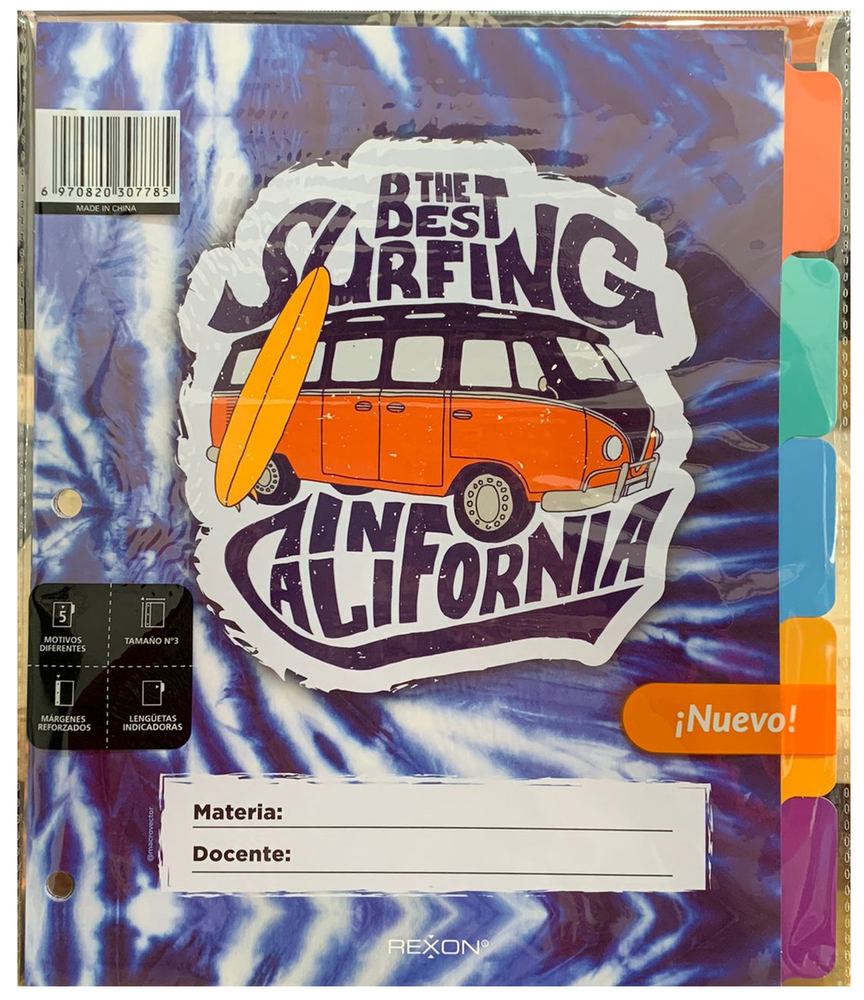 6 970820 307785
MADE IN CHINA
THE
BEST
SURFING
IN
CALIFORNIA
5
MOTIVOS
DIFERENTES
TAMAÑO Nº3
MÁRGENES
REFORZADOS
LENGÜETAS
INDICADORAS
¡Nuevo!
@macrovector
Materia:
Docente:
REXON®